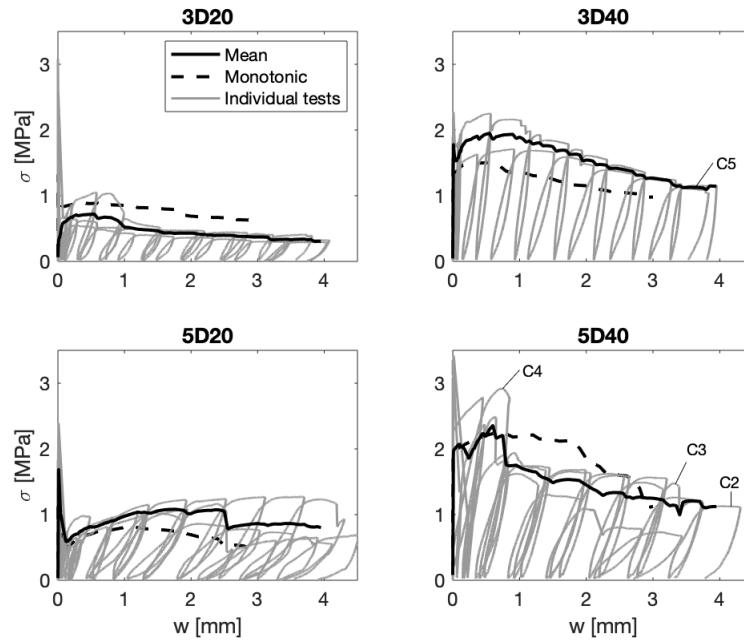 3D20
3
2
1
0
0 1 2 3 4
σ [MPa]
Mean
Monotonic
Individual tests
3D40
3
2
1
0
0 1 2 3 4
σ [MPa]
C5
5D20
3
2
1
0
0 1 2 3 4
σ [MPa]
w [mm]
5D40
3
2
1
0
0 1 2 3 4
σ [MPa]
w [mm]
C4
C3
C2